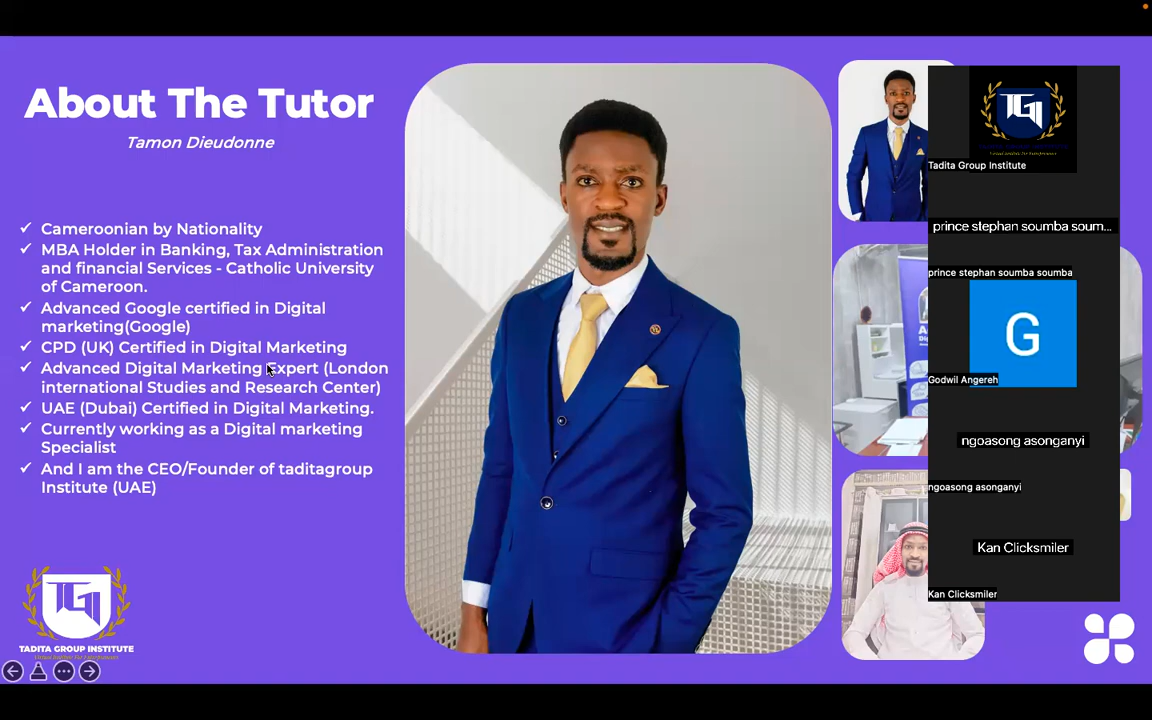 About The Tutor
Tamon Dieudonne
✓ Cameroonian by Nationality
✓ MBA Holder in Banking, Tax Administration
and financial Services - Catholic University
of Cameroon.
✓ Advanced Google certified in Digital
marketing(Google)
✓ CPD (UK) Certified in Digital Marketing
✓ Advanced Digital Marketing Expert (London
international Studies and Research Center)
✓ UAE (Dubai) Certified in Digital Marketing.
✓ Currently working as a Digital marketing
Specialist
✓ And I am the CEO/Founder of taditagroup
Institute (UAE)
TGI
TADITA GROUP INSTITUTE
TGI
Tadita Group Institute
prince stephan soumba soum...
prince stephan soumba soumba
G
Godwil Angereh
ngoasong asonganyi
ngoasong asonganyi
Kan Clicksmiler
Kan Clicksmiler